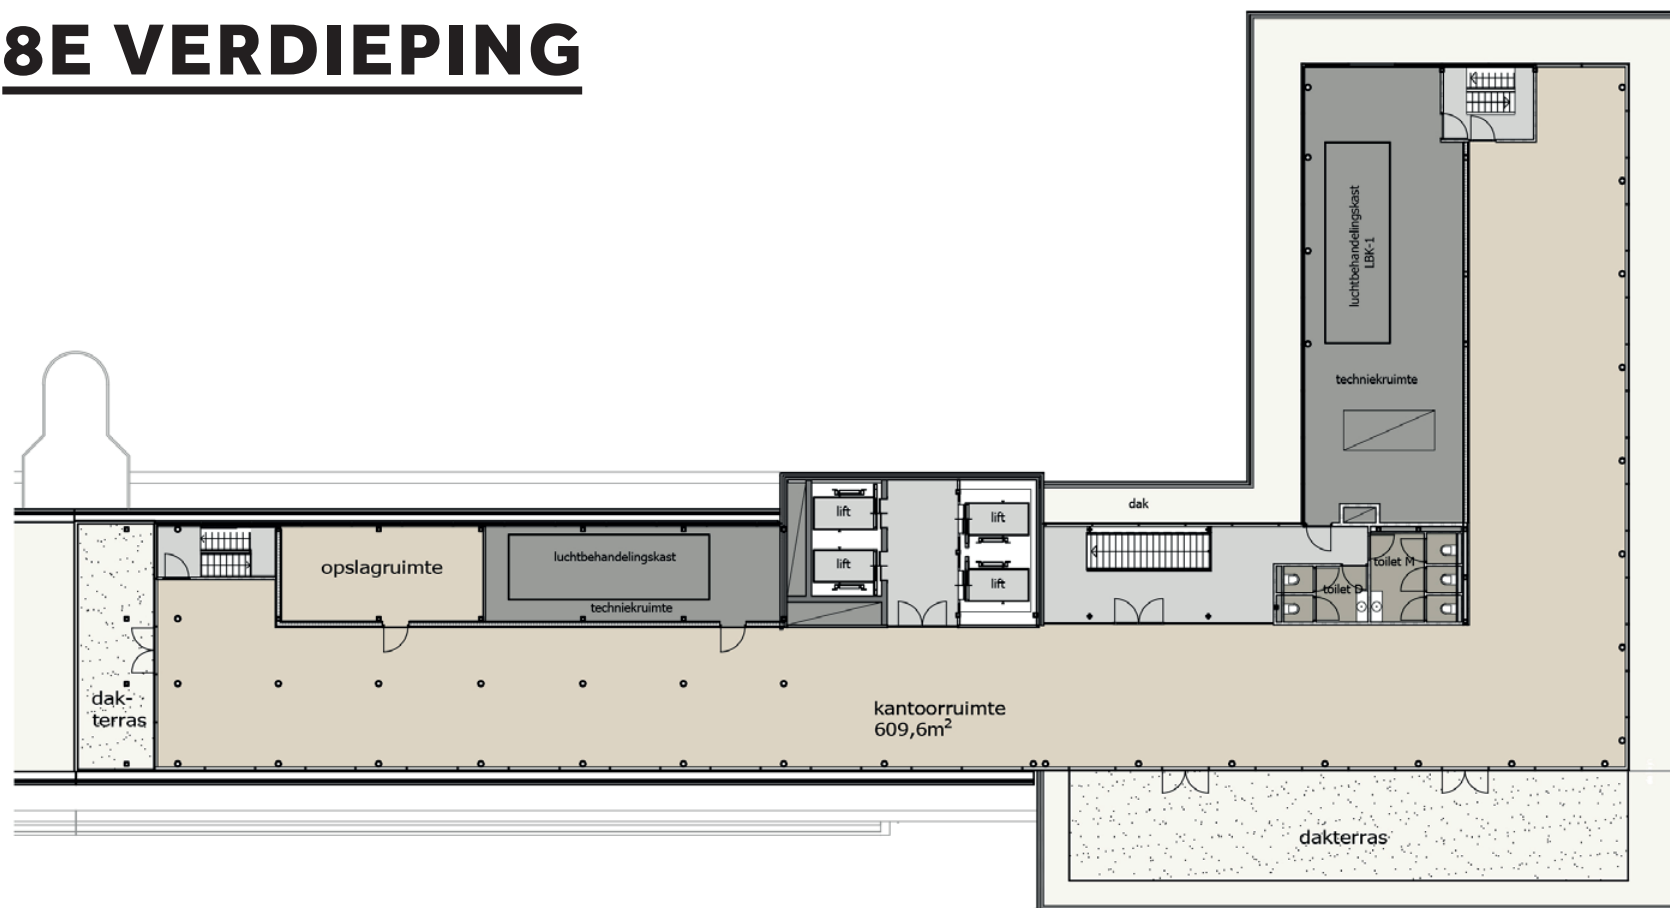 8E VERDIEPING
luchtbehandelingskast
LBK-1
techniekruimte
dak
lift
lift
lift
lift
opslagruimte
luchtbehandelingskast
techniekruimte
toilet M
toilet D
dak-
terras
kantoorruimte
609,6m²
dakterras